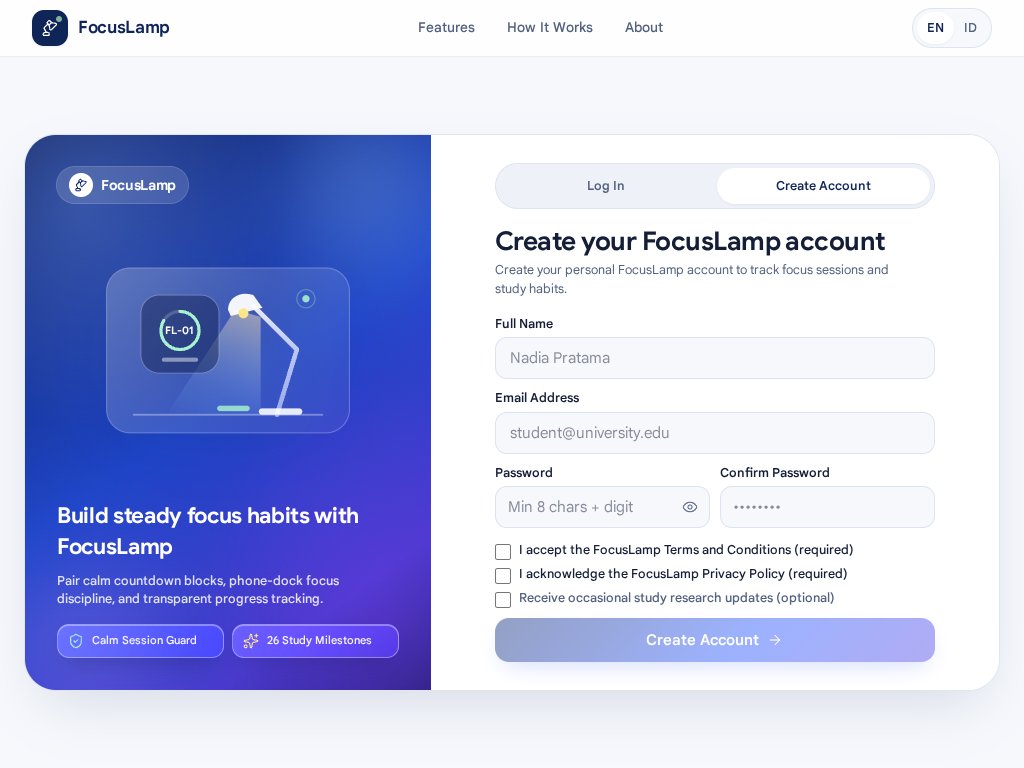 FocusLamp
Features
How It Works
About
EN
ID
FocusLamp
FL-01
Build steady focus habits with
FocusLamp
Pair calm countdown blocks, phone-dock focus
discipline, and transparent progress tracking.
Calm Session Guard
26 Study Milestones
Log In
Create Account
Create your FocusLamp account
Create your personal FocusLamp account to track focus sessions and
study habits.
Full Name
Nadia Pratama
Email Address
student@university.edu
Password
Confirm Password
Min 8 chars + digit
••••••••
I accept the FocusLamp Terms and Conditions (required)
I acknowledge the FocusLamp Privacy Policy (required)
Receive occasional study research updates (optional)
Create Account →